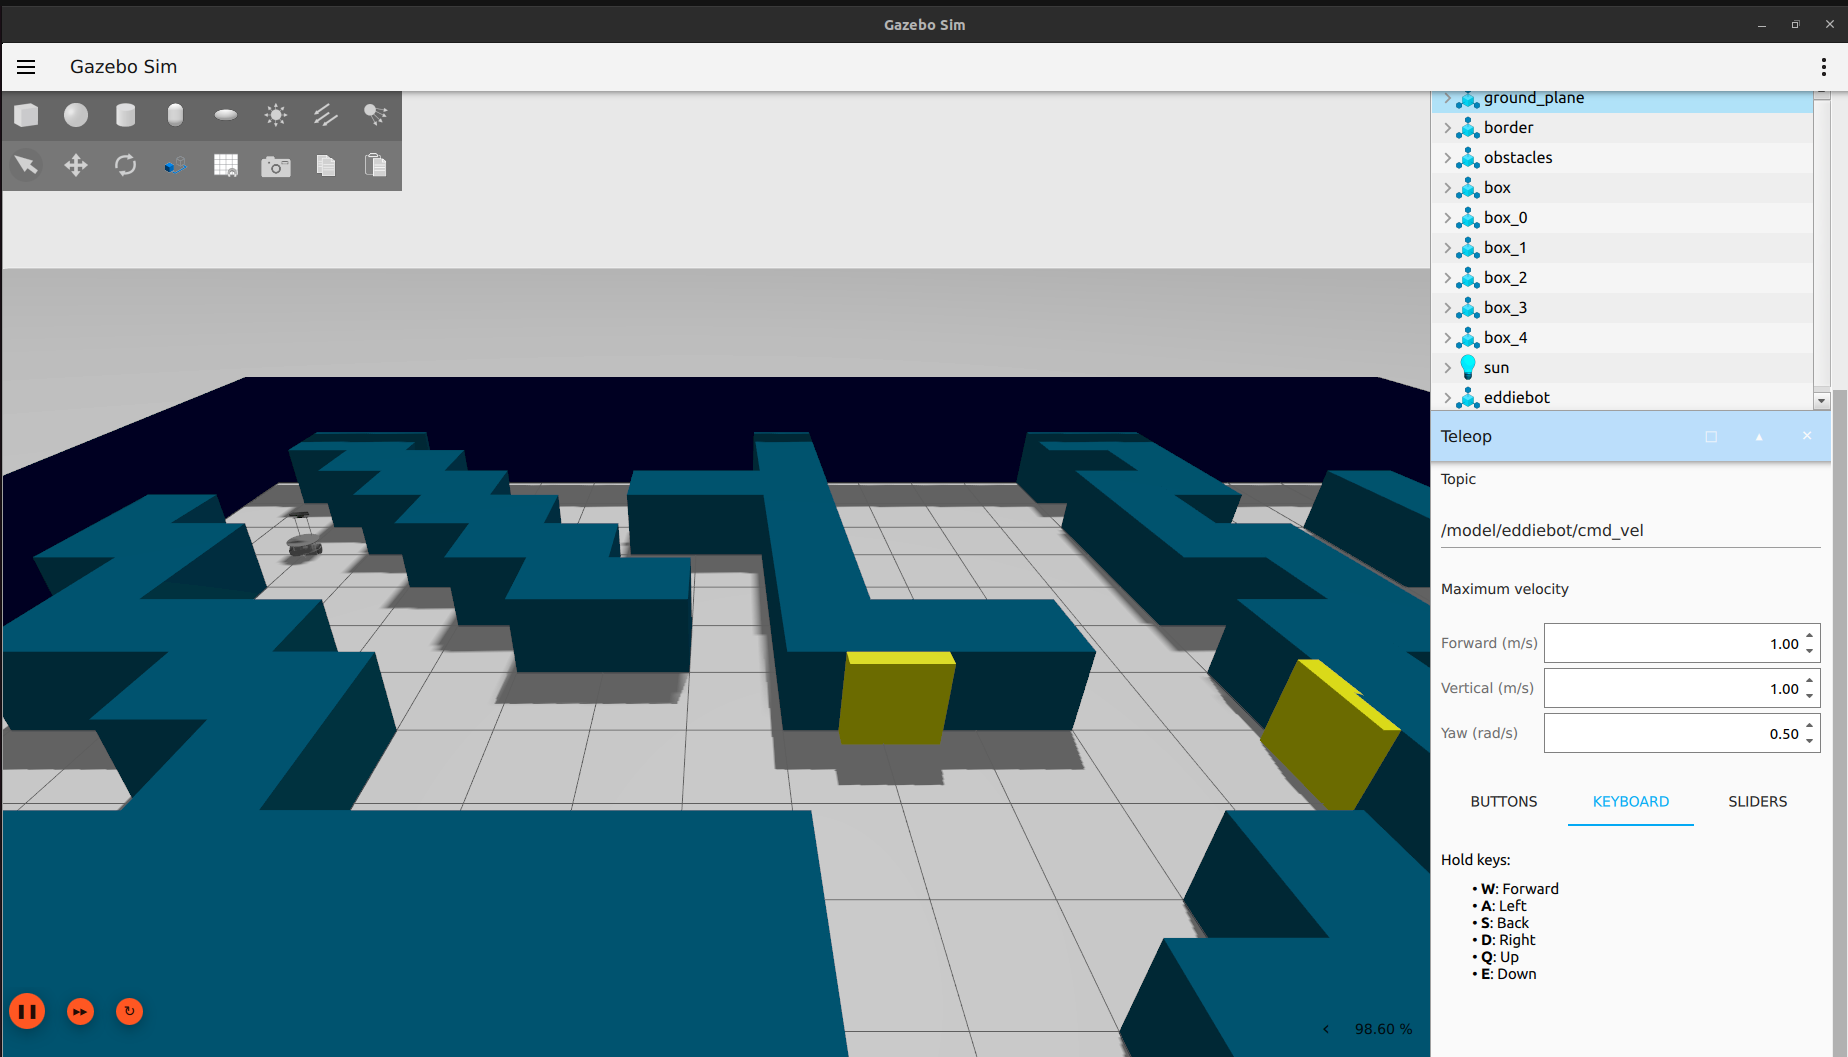 Gazebo Sim
Gazebo Sim
ground_plane
border
obstacles
box
box_0
box_1
box_2
box_3
box_4
sun
eddiebot
Teleop
Topic
/model/eddiebot/cmd_vel
Maximum velocity
Forward (m/s) 1.00
Vertical (m/s) 1.00
Yaw (rad/s) 0.50
BUTTONS KEYBOARD SLIDERS
Hold keys:
• W: Forward
• A: Left
• S: Back
• D: Right
• Q: Up
• E: Down
98.60 %